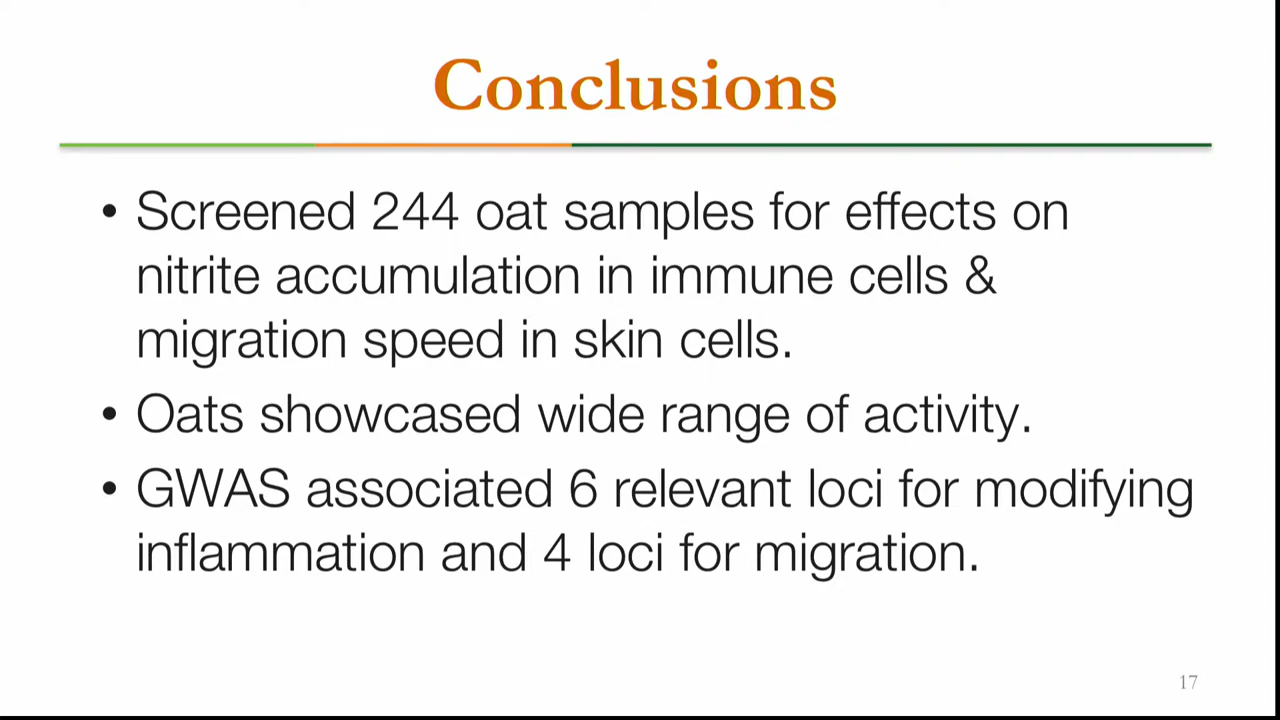 Conclusions
• Screened 244 oat samples for effects on
nitrite accumulation in immune cells &
migration speed in skin cells.
• Oats showcased wide range of activity.
• GWAS associated 6 relevant loci for modifying
inflammation and 4 loci for migration.
17